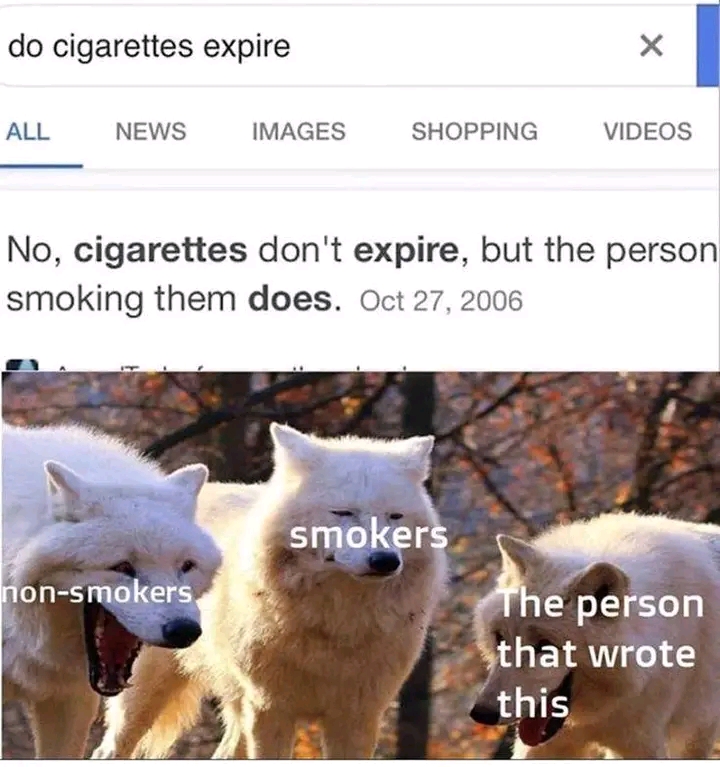 do cigarettes expire ×
ALL NEWS IMAGES SHOPPING VIDEOS
No, cigarettes don't expire, but the person
smoking them does. Oct 27, 2006
smokers
non-smokers
The person
that wrote
this